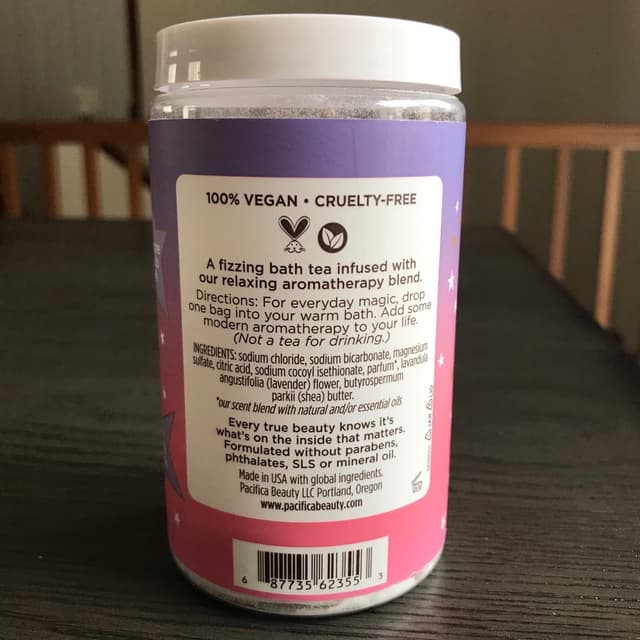 100% VEGAN • CRUELTY-FREE
A fizzing bath tea infused with
our relaxing aromatherapy blend.
Directions: For everyday magic, drop
one bag into your warm bath. Add some
modern aromatherapy to your life.
(Not a tea for drinking.)
INGREDIENTS: sodium chloride, sodium bicarbonate, magnesium
sulfate, citric acid, sodium cocoyl isethionate, parfum*, lavandula
angustifolia (lavender) flower, butyrospermum
parkii (shea) butter.
*our scent blend with natural and/or essential oils
Every true beauty knows it's
what's on the inside that matters.
Formulated without parabens,
phthalates, SLS or mineral oil.
Made in USA with global ingredients.
Pacifica Beauty LLC Portland, Oregon
www.pacificabeauty.com
6 87735 62355 3